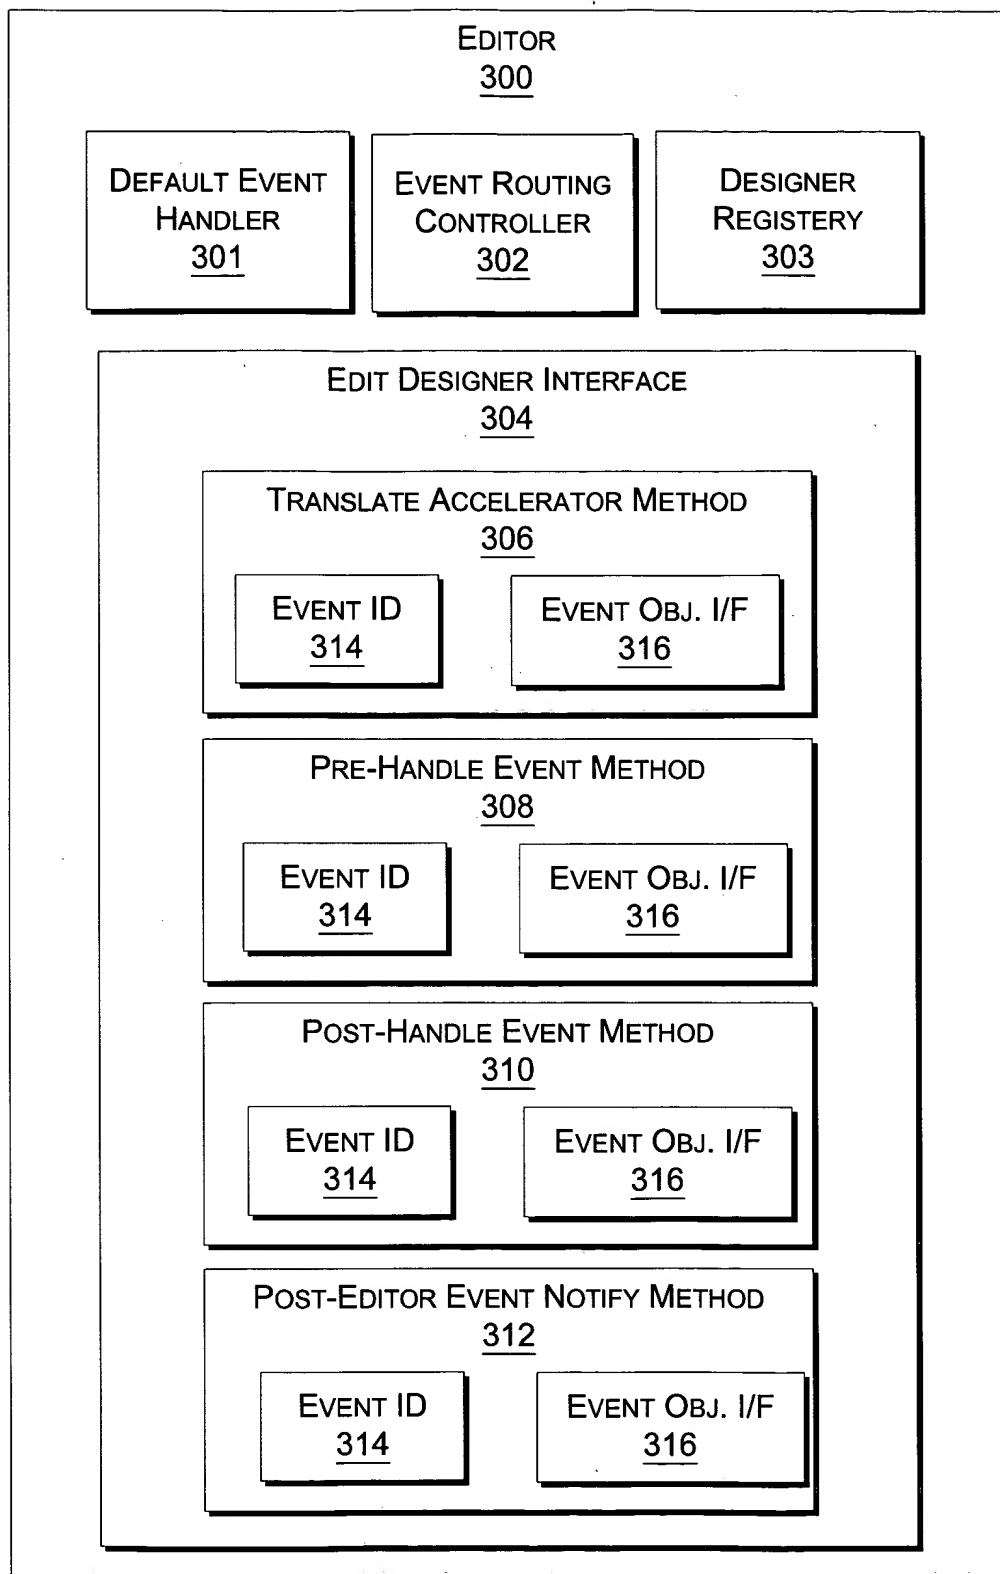 EDITOR
300
DEFAULT EVENT
HANDLER
301
EVENT ROUTING
CONTROLLER
302
DESIGNER
REGISTERY
303
EDIT DESIGNER INTERFACE
304
TRANSLATE ACCELERATOR METHOD
306
EVENT ID
314
EVENT OBJ. I/F
316
PRE-HANDLE EVENT METHOD
308
EVENT ID
314
EVENT OBJ. I/F
316
POST-HANDLE EVENT METHOD
310
EVENT ID
314
EVENT OBJ. I/F
316
POST-EDITOR EVENT NOTIFY METHOD
312
EVENT ID
314
EVENT OBJ. I/F
316